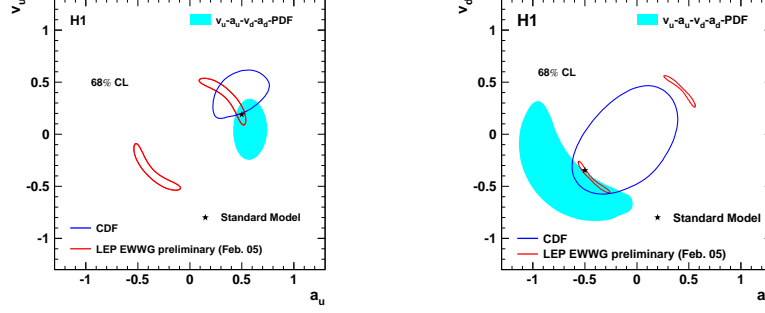 v_u
H1
v_u-a_u-v_d-a_d-PDF
1
68% CL
0.5
0
-0.5
Standard Model
-1
CDF
LEP EWWG preliminary (Feb. 05)
-1 -0.5 0 0.5 1
a_u
v_d
H1
v_u-a_u-v_d-a_d-PDF
1
68% CL
0.5
0
-0.5
Standard Model
-1
CDF
LEP EWWG preliminary (Feb. 05)
-1 -0.5 0 0.5 1
a